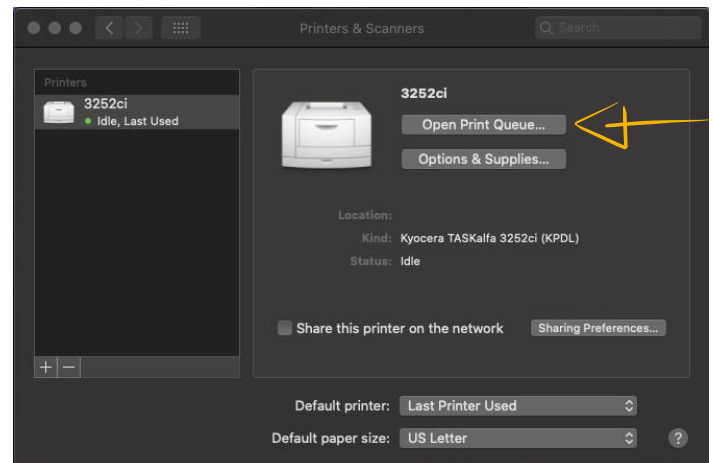 Printers & Scanners
Search
Printers
3252ci
Idle, Last Used
3252ci
Open Print Queue...
Options & Supplies...
Location:
Kind: Kyocera TASKalfa 3252ci (KPDL)
Status: Idle
Share this printer on the network
Sharing Preferences...
+ −
Default printer: Last Printer Used
Default paper size: US Letter
?